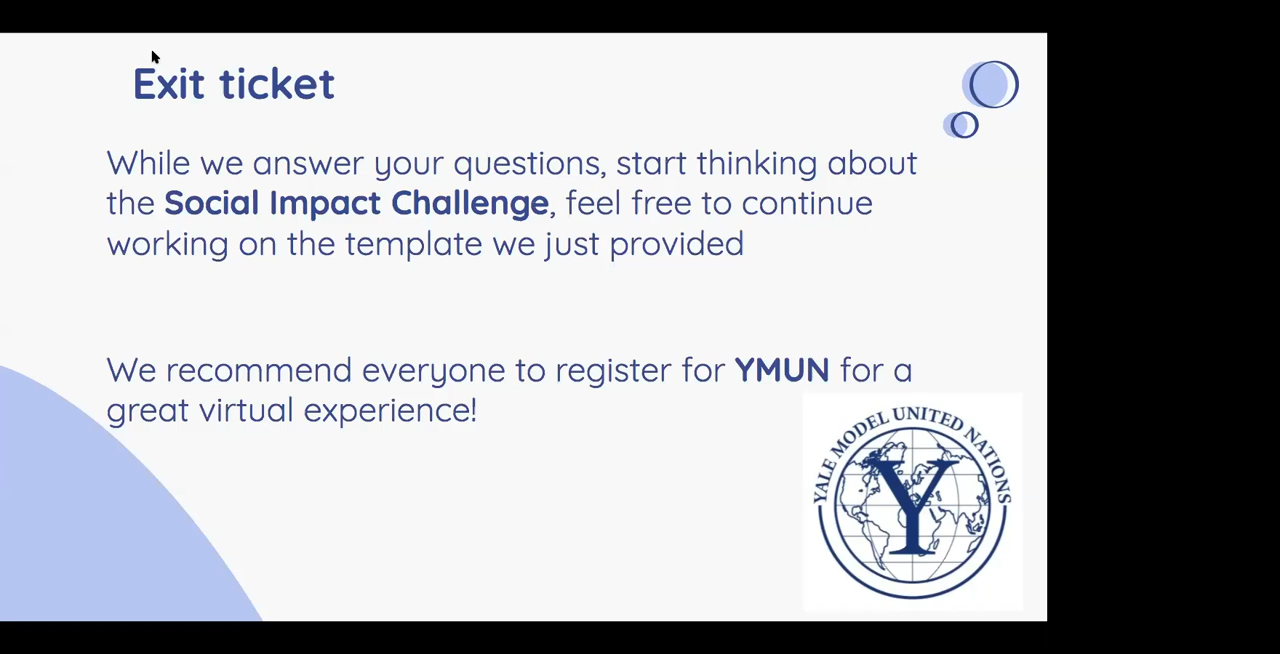 Exit ticket
While we answer your questions, start thinking about
the Social Impact Challenge, feel free to continue
working on the template we just provided
We recommend everyone to register for YMUN for a
great virtual experience!
YALE MODEL UNITED NATIONS
Y